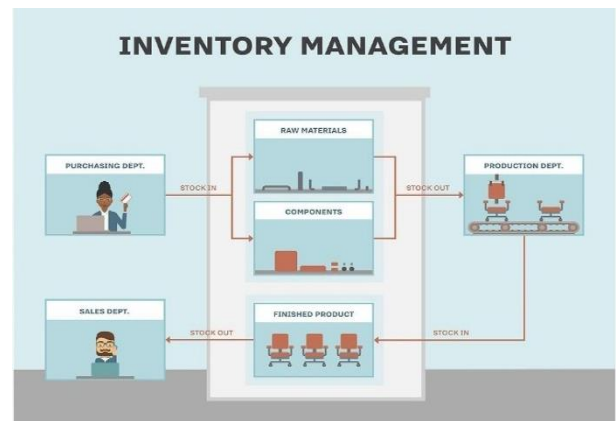 INVENTORY MANAGEMENT
RAW MATERIALS
PURCHASING DEPT.
PRODUCTION DEPT.
STOCK IN
STOCK OUT
COMPONENTS
SALES DEPT.
FINISHED PRODUCT
STOCK OUT
STOCK IN